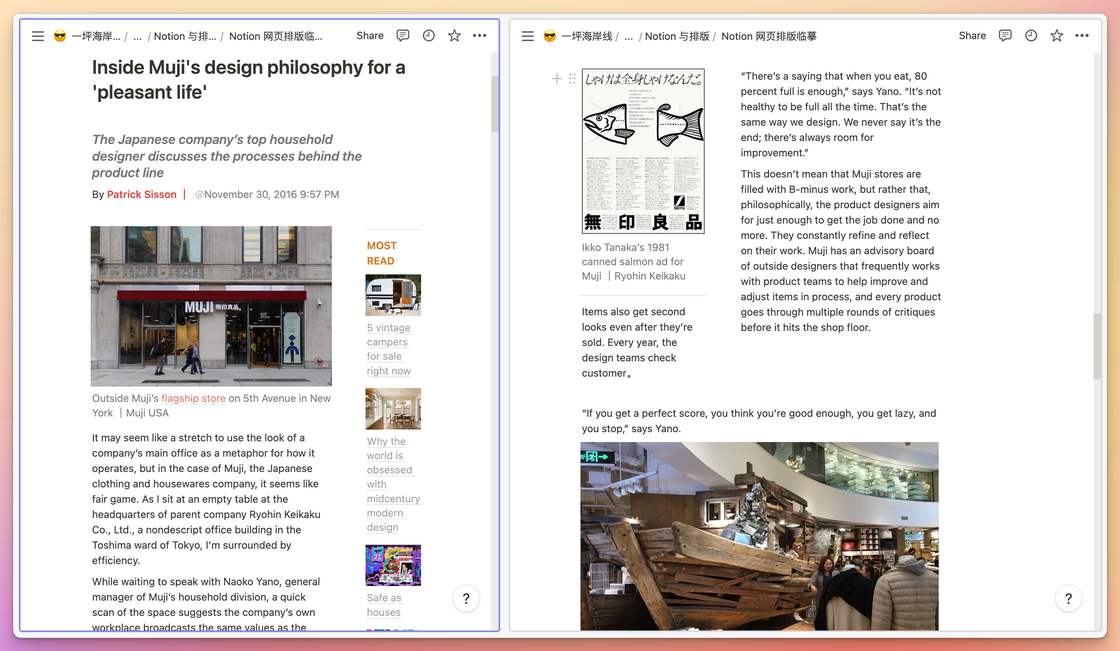 一坪海岸... / ... / Notion 与排... / Notion 网页排版临...
Share
Inside Muji's design philosophy for a
'pleasant life'
The Japanese company's top household
designer discusses the processes behind the
product line
By Patrick Sisson | @November 30, 2016 9:57 PM
MUJI 無印良品
Outside Muji's flagship store on 5th Avenue in New
York ｜Muji USA
It may seem like a stretch to use the look of a
company's main office as a metaphor for how it
operates, but in the case of Muji, the Japanese
clothing and housewares company, it seems like
fair game. As I sit at an empty table at the
headquarters of parent company Ryohin Keikaku
Co., Ltd., a nondescript office building in the
Toshima ward of Tokyo, I'm surrounded by
efficiency.
While waiting to speak with Naoko Yano, general
manager of Muji's household division, a quick
scan of the space suggests the company's own
workplace broadcasts the same values as the
MOST
READ
5 vintage
campers
for sale
right now
Why the
world is
obsessed
with
midcentury
modern
design
Safe as
houses
?
一坪海岸线 / ... / Notion 与排版 / Notion 网页排版临摹
Share
しゃけは全身しゃけなんだ。
無印良品
Ikko Tanaka's 1981
canned salmon ad for
Muji ｜Ryohin Keikaku
Items also get second
looks even after they're
sold. Every year, the
design teams check
customer。
“There's a saying that when you eat, 80
percent full is enough,” says Yano. “It's not
healthy to be full all the time. That's the
same way we design. We never say it's the
end; there's always room for
improvement.”
This doesn't mean that Muji stores are
filled with B-minus work, but rather that,
philosophically, the product designers aim
for just enough to get the job done and no
more. They constantly refine and reflect
on their work. Muji has an advisory board
of outside designers that frequently works
with product teams to help improve and
adjust items in process, and every product
goes through multiple rounds of critiques
before it hits the shop floor.
“If you get a perfect score, you think you're good enough, you get lazy, and
you stop,” says Yano.
?